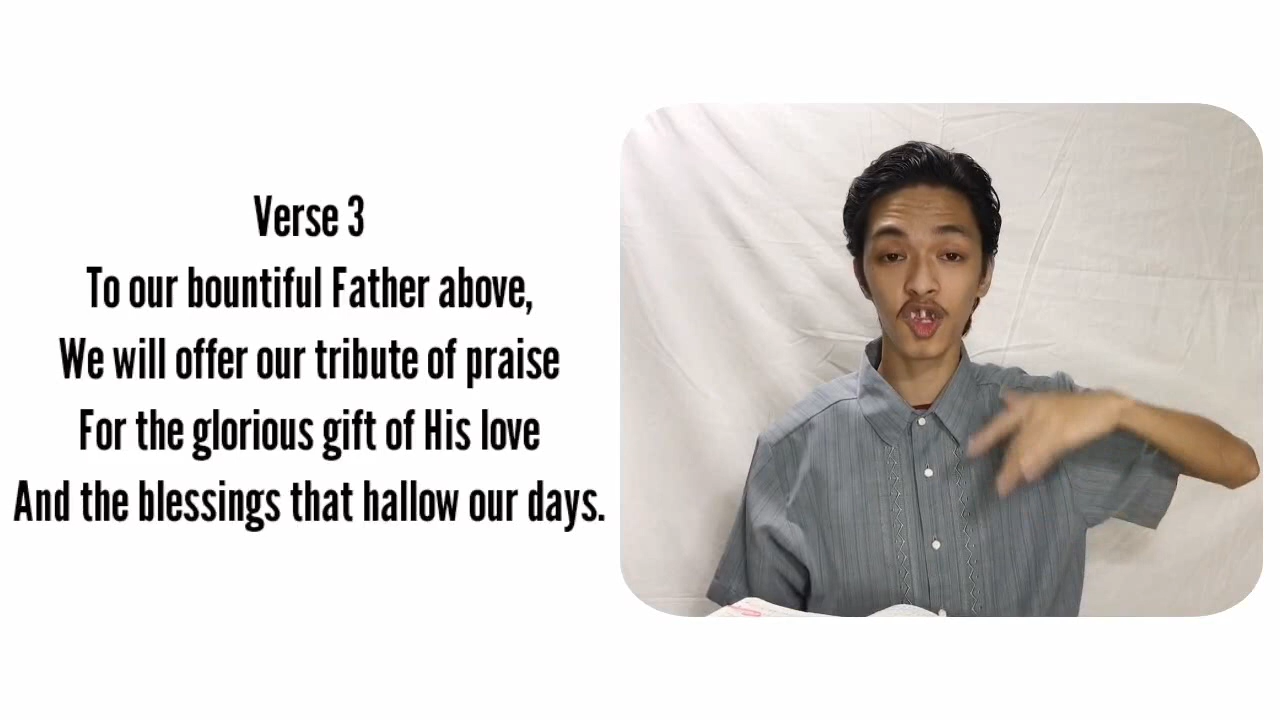 Verse 3
To our bountiful Father above,
We will offer our tribute of praise
For the glorious gift of His love
And the blessings that hallow our days.